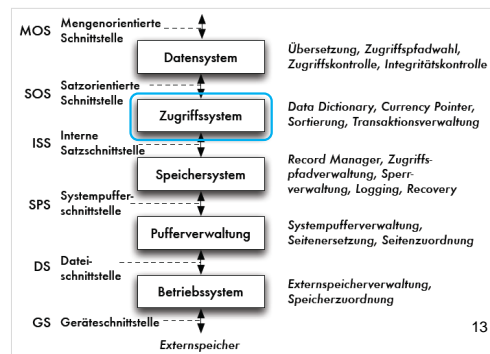 MOS Mengenorientierte
Schnittstelle
Datensystem
Übersetzung, Zugriffspfadwahl,
Zugriffskontrolle, Integritätskontrolle
SOS Satzorientierte
Schnittstelle
Zugriffssystem
Data Dictionary, Currency Pointer,
Sortierung, Transaktionsverwaltung
ISS Interne
Satzschnittstelle
Speichersystem
Record Manager, Zugriffs-
pfadverwaltung, Sperr-
verwaltung, Logging, Recovery
SPS Systempuffer-
schnittstelle
Pufferverwaltung
Systempufferverwaltung,
Seitenersetzung, Seitenzuordnung
DS Datei-
schnittstelle
Betriebssystem
Externspeicherverwaltung,
Speicherzuordnung
GS Geräteschnittstelle
Externspeicher
13